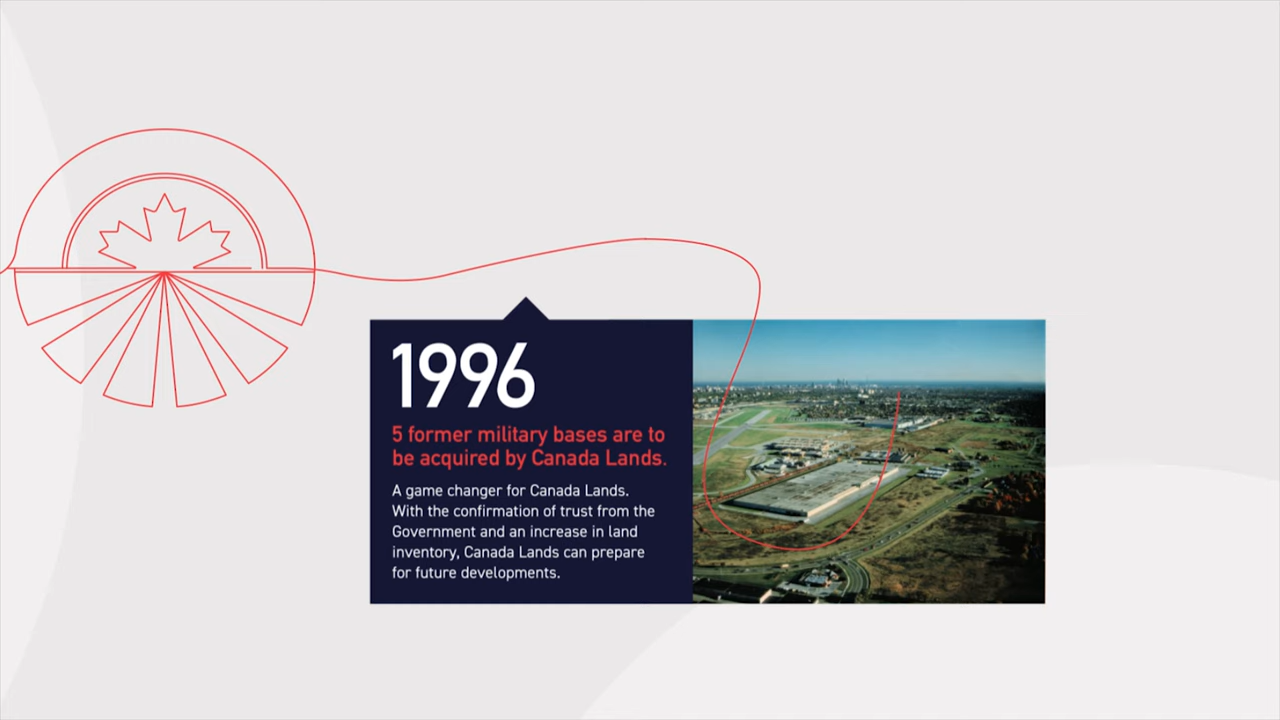 1996
5 former military bases are to
be acquired by Canada Lands.
A game changer for Canada Lands.
With the confirmation of trust from the
Government and an increase in land
inventory, Canada Lands can prepare
for future developments.